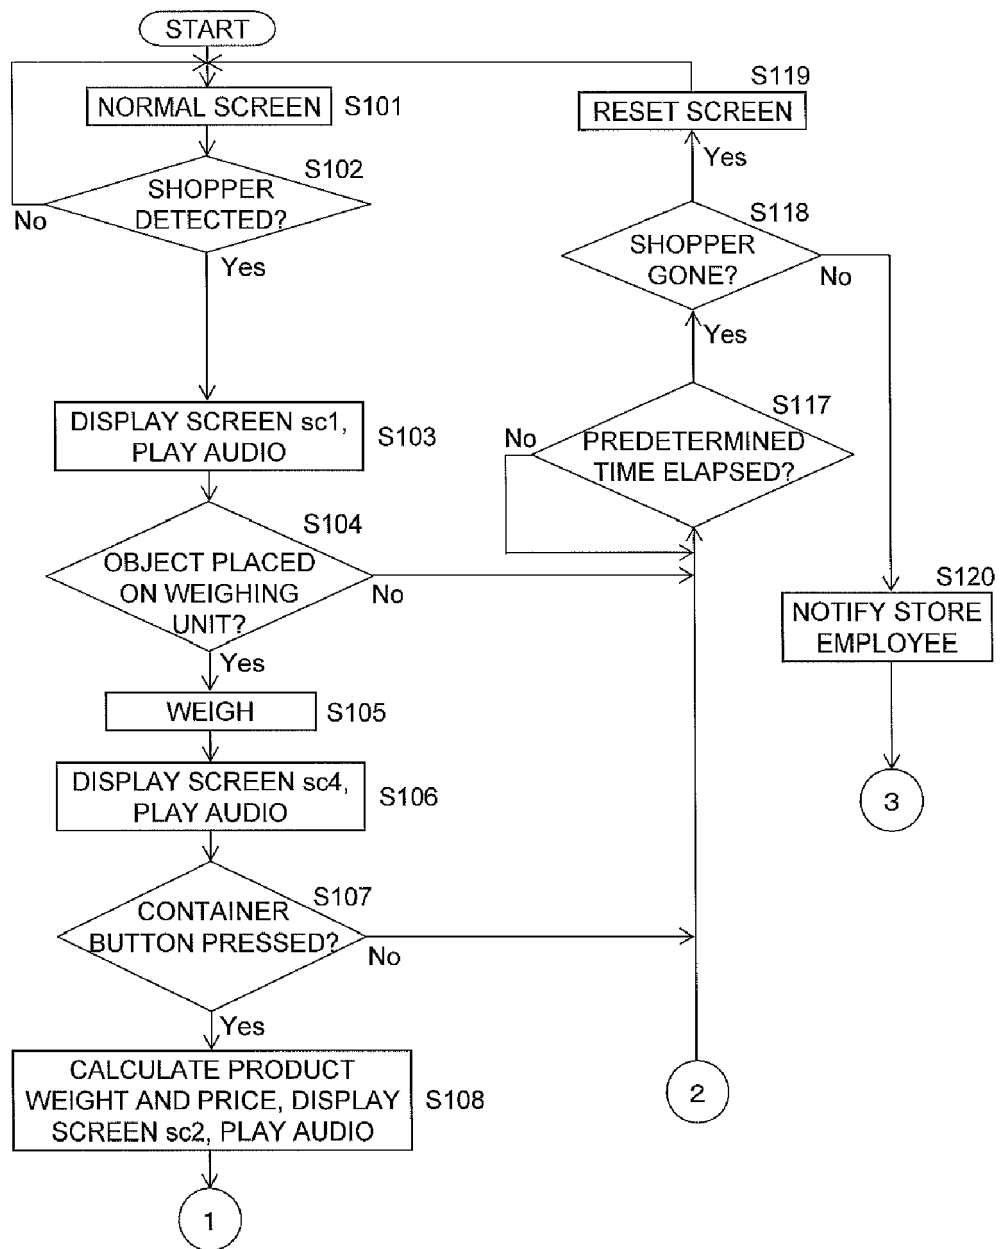 START
NORMAL SCREEN
S101
S102
SHOPPER
DETECTED?
No
Yes
DISPLAY SCREEN sc1,
PLAY AUDIO
S103
S104
OBJECT PLACED
ON WEIGHING
UNIT?
No
Yes
WEIGH
S105
DISPLAY SCREEN sc4,
PLAY AUDIO
S106
S107
CONTAINER
BUTTON PRESSED?
No
Yes
CALCULATE PRODUCT
WEIGHT AND PRICE, DISPLAY
SCREEN sc2, PLAY AUDIO
S108
1
S119
RESET SCREEN
Yes
S118
SHOPPER
GONE?
No
Yes
S117
No
PREDETERMINED
TIME ELAPSED?
S120
NOTIFY STORE
EMPLOYEE
3
2